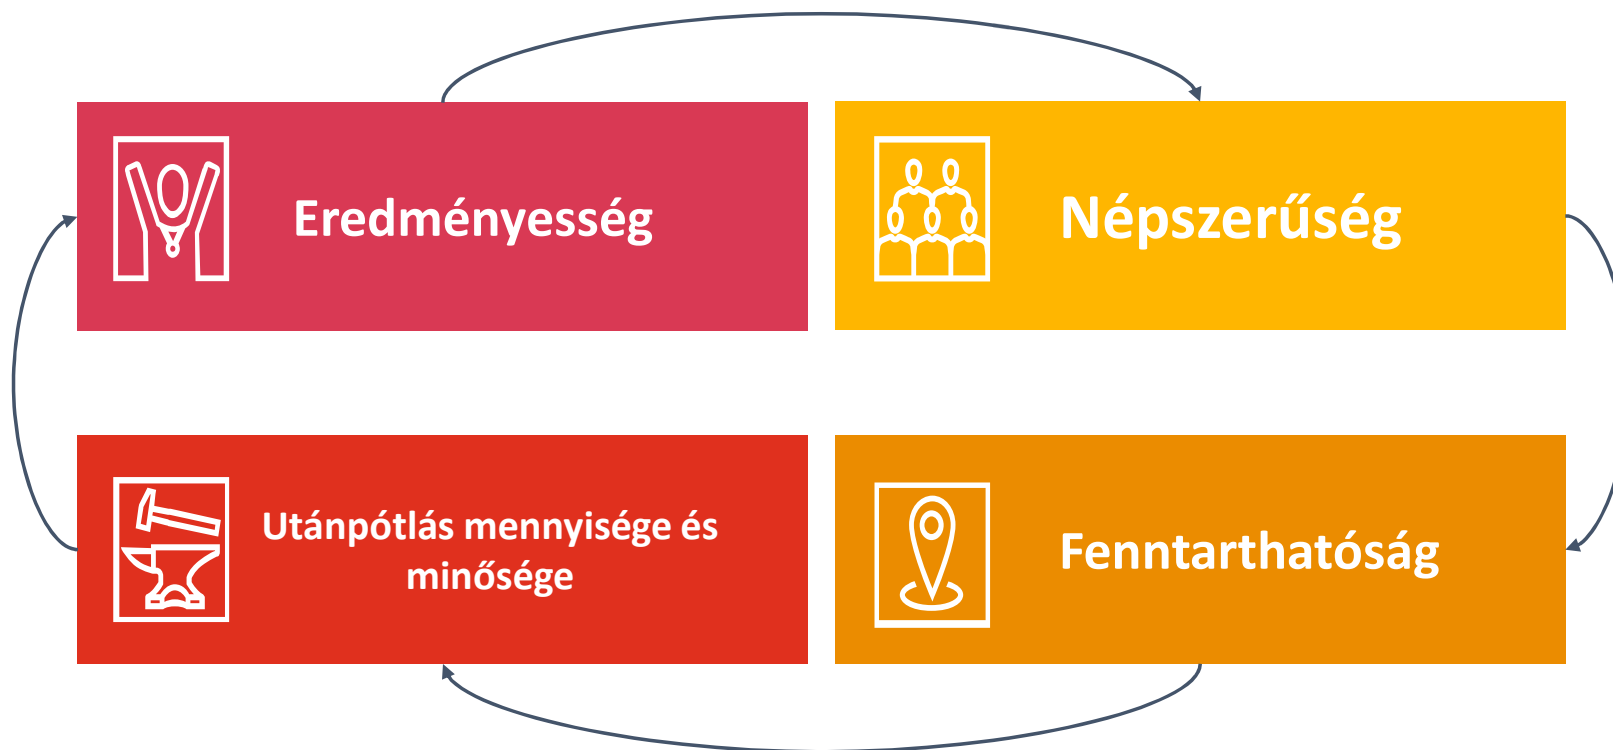 Eredményesség
Népszerűség
Utánpótlás mennyisége és
minősége
Fenntarthatóság